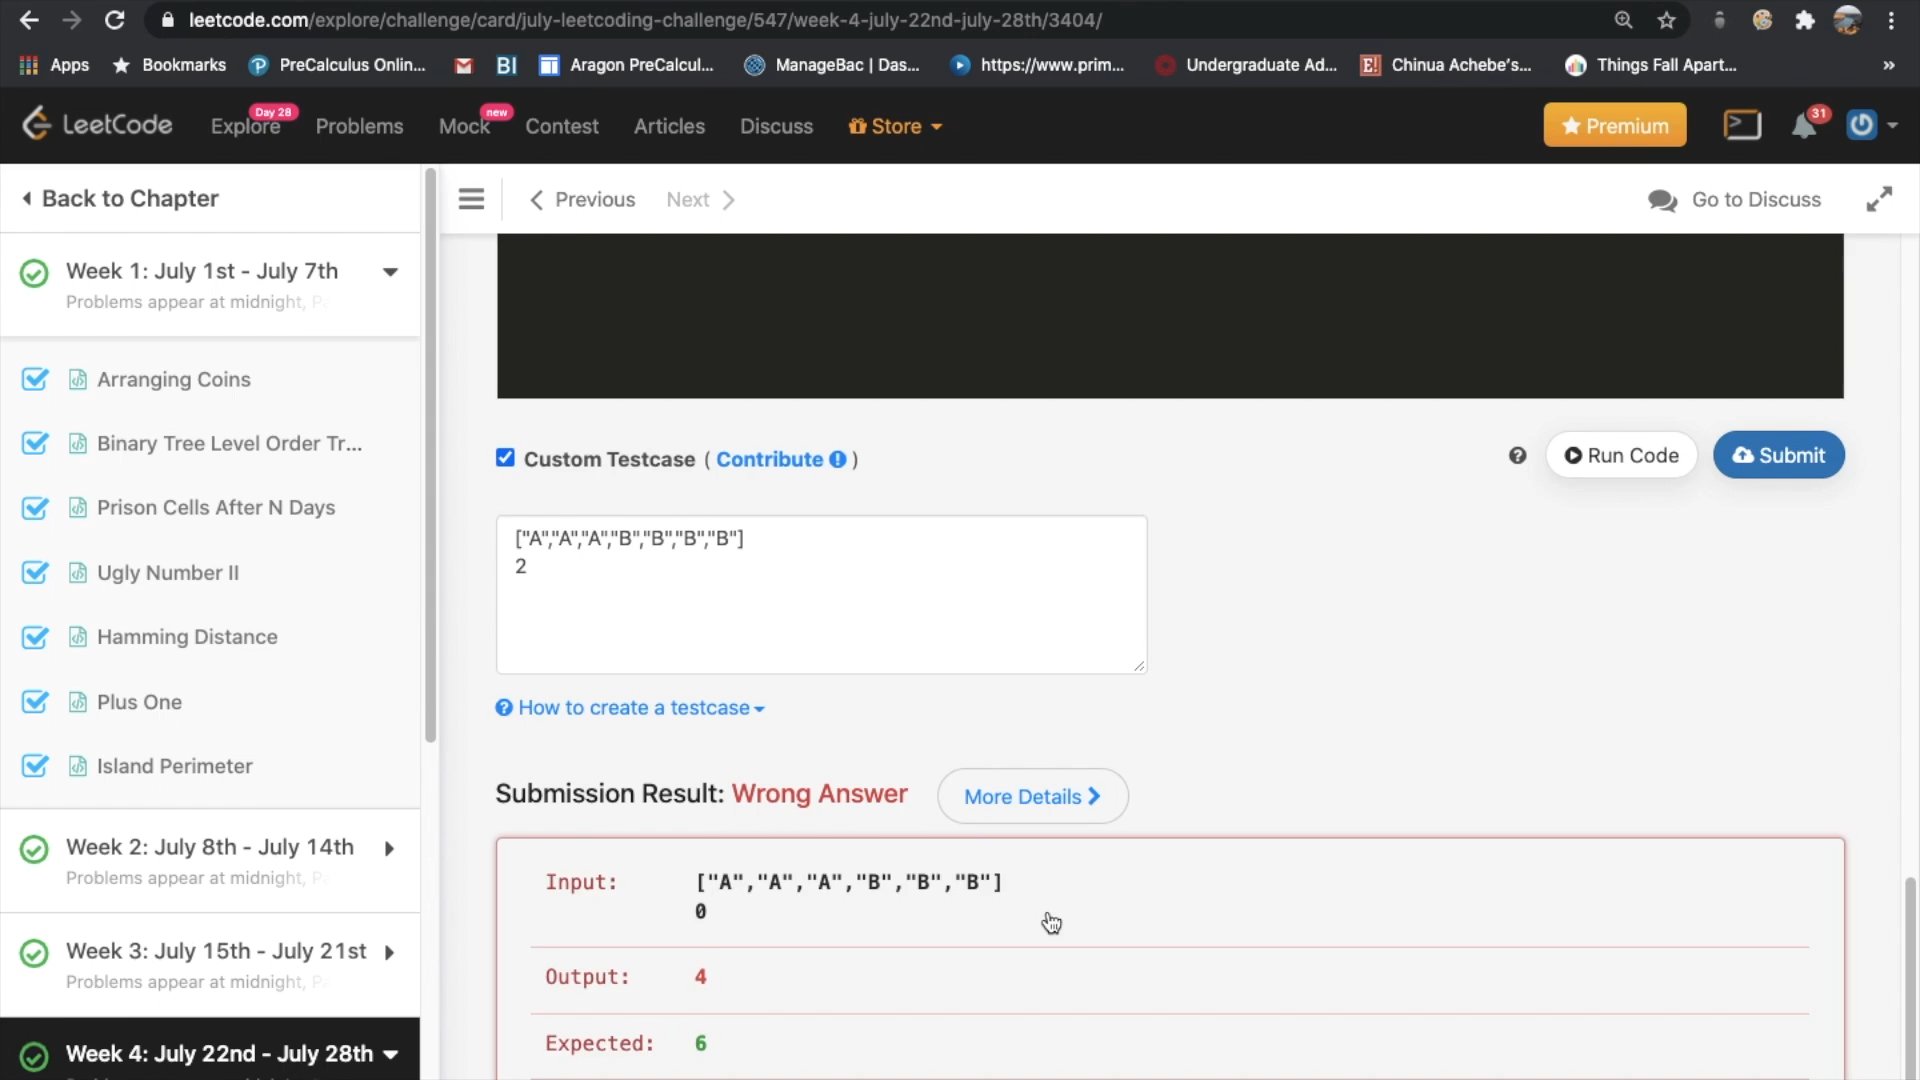 leetcode.com/explore/challenge/card/july-leetcoding-challenge/547/week-4-july-22nd-july-28th/3404/
Apps Bookmarks PreCalculus Onlin... BI Aragon PreCalcul... ManageBac | Das... https://www.prim... Undergraduate Ad... E! Chinua Achebe's... Things Fall Apart... »
LeetCode Explore Day 28 Problems Mock new Contest Articles Discuss Store Premium 31
Back to Chapter
Previous Next Go to Discuss
Week 1: July 1st - July 7th
Problems appear at midnight,
Arranging Coins
Binary Tree Level Order Tr...
Prison Cells After N Days
Ugly Number II
Hamming Distance
Plus One
Island Perimeter
Week 2: July 8th - July 14th
Problems appear at midnight,
Week 3: July 15th - July 21st
Problems appear at midnight,
Week 4: July 22nd - July 28th
Custom Testcase ( Contribute )
Run Code Submit
["A","A","A","B","B","B","B"]
2
How to create a testcase
Submission Result: Wrong Answer More Details
Input: ["A","A","A","B","B","B"]
0
Output: 4
Expected: 6